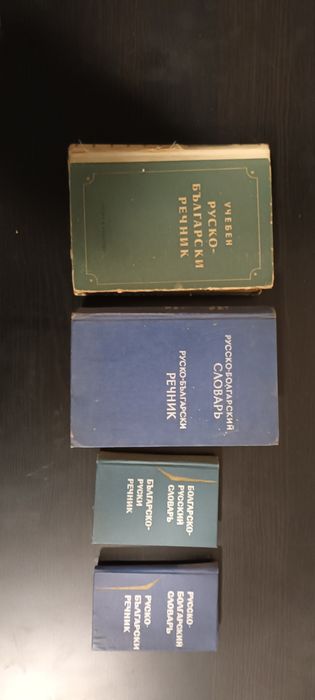 УЧЕБЕН
РУСКО-
БЪЛГАРСКИ
РЕЧНИК
РУССКО-БОЛГАРСКИЙ
СЛОВАРЬ
РУСКО-БЪЛГАРСКИ
РЕЧНИК
БОЛГАРСКО-
РУССКИЙ
СЛОВАРЬ
БЪЛГАРСКО-
РУСКИ
РЕЧНИК
РУССКО-
БОЛГАРСКИЙ
СЛОВАРЬ
РУСКО-
БЪЛГАРСКИ
РЕЧНИК